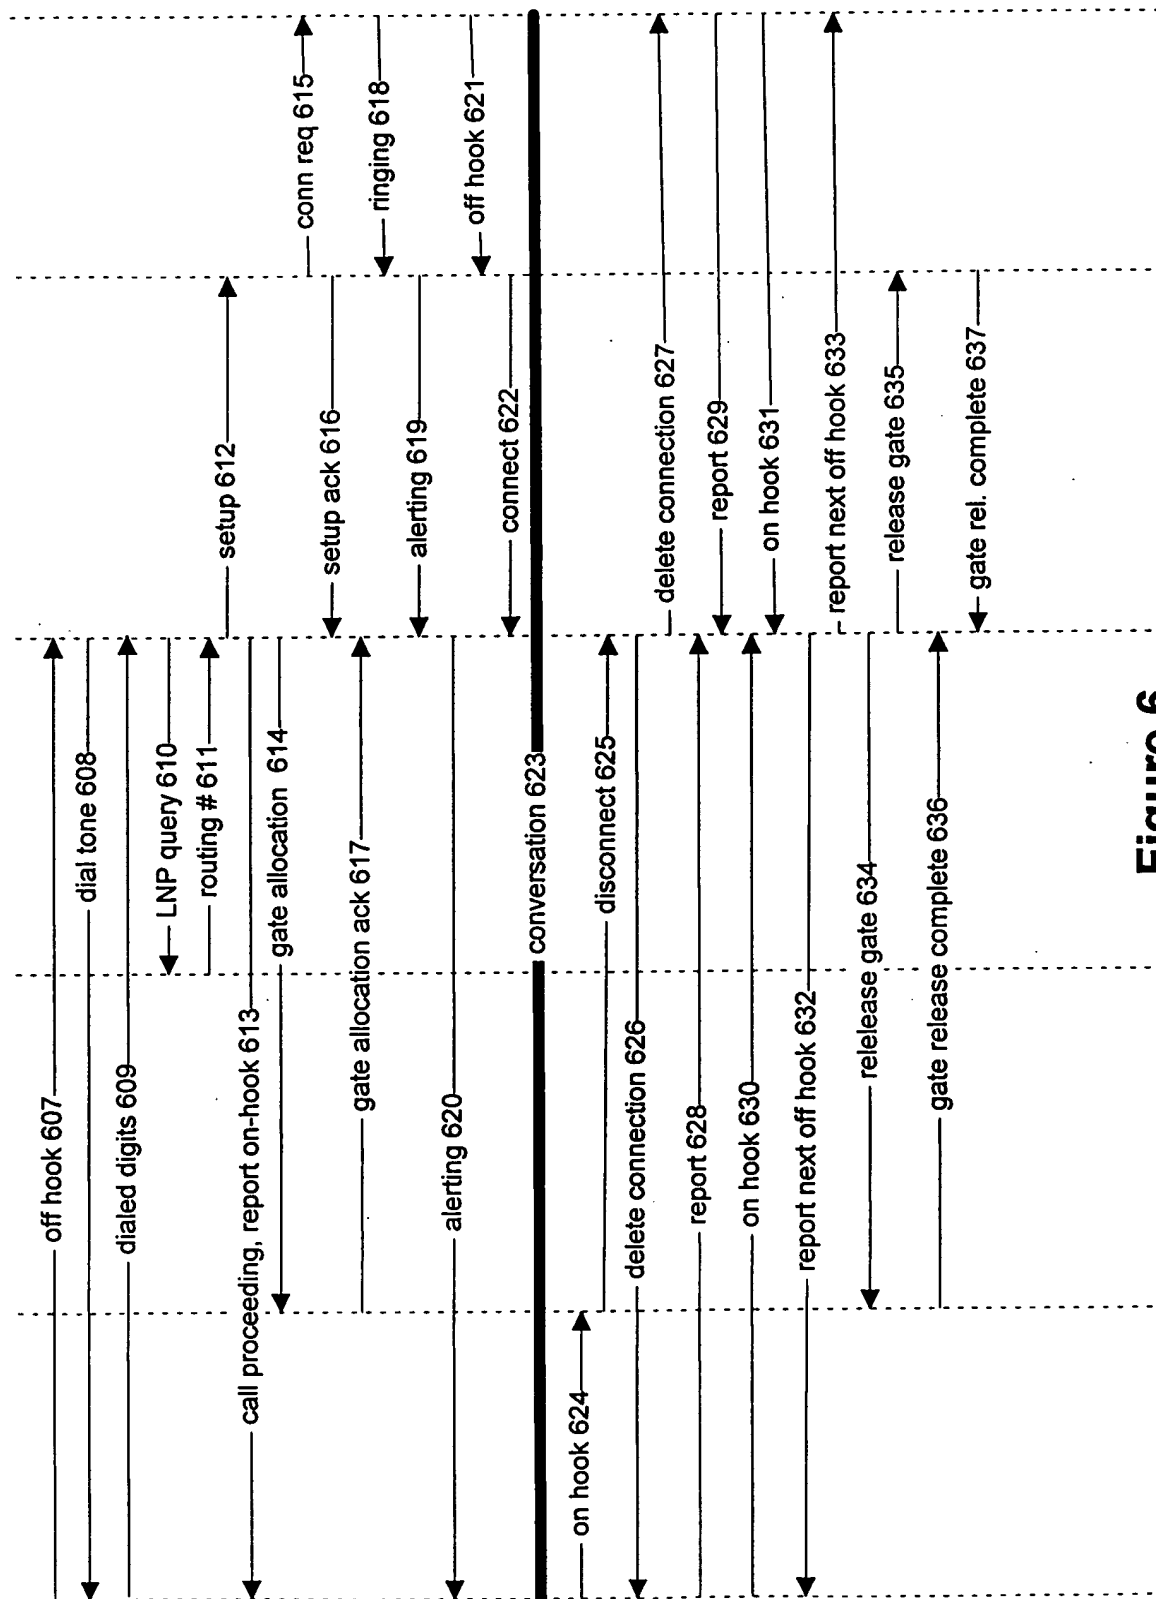 off hook 607
dial tone 608
dialed digits 609
LNP query 610
routing # 611
setup 612
call proceeding, report on-hook 613
gate allocation 614
conn req 615
setup ack 616
gate allocation ack 617
ringing 618
alerting 619
alerting 620
off hook 621
connect 622
conversation 623
on hook 624
disconnect 625
delete connection 626
delete connection 627
report 628
report 629
on hook 630
on hook 631
report next off hook 632
report next off hook 633
relelease gate 634
release gate 635
gate release complete 636
gate rel. complete 637
Figure 6